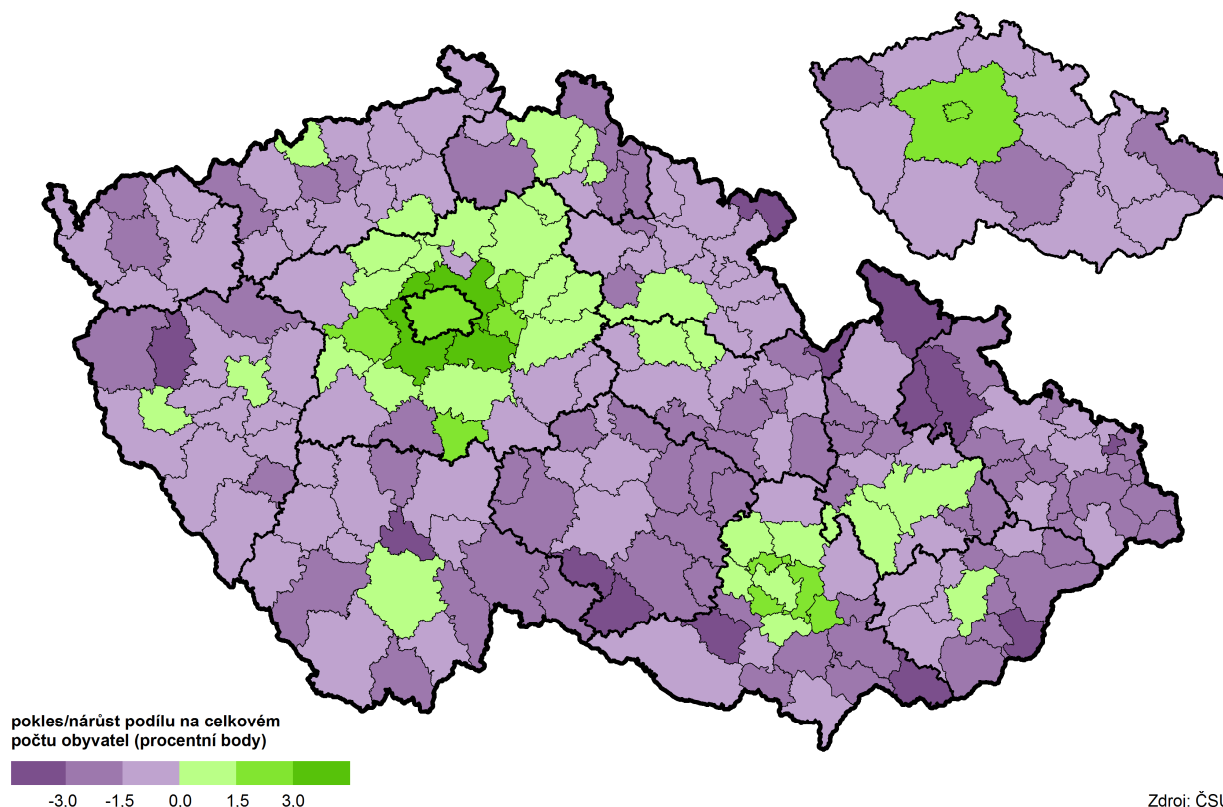 pokles/nárůst podílu na celkovém
počtu obyvatel (procentní body)
-3.0 -1.5 0.0 1.5 3.0
Zdroj: ČSÚ